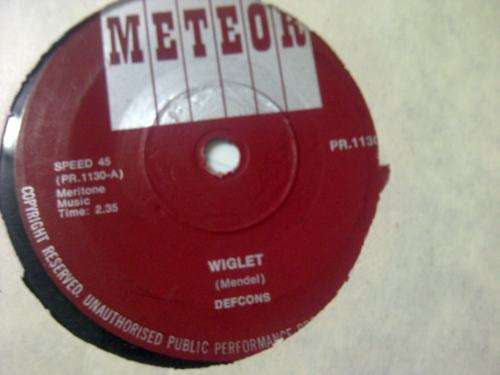 METEOR
SPEED 45
(PR.1130-A)
Meritone
Music
Time: 2.35
PR.1130
WIGLET
(Mendel)
DEFCONS
COPYRIGHT RESERVED. UNAUTHORISED PUBLIC PERFORMANCE